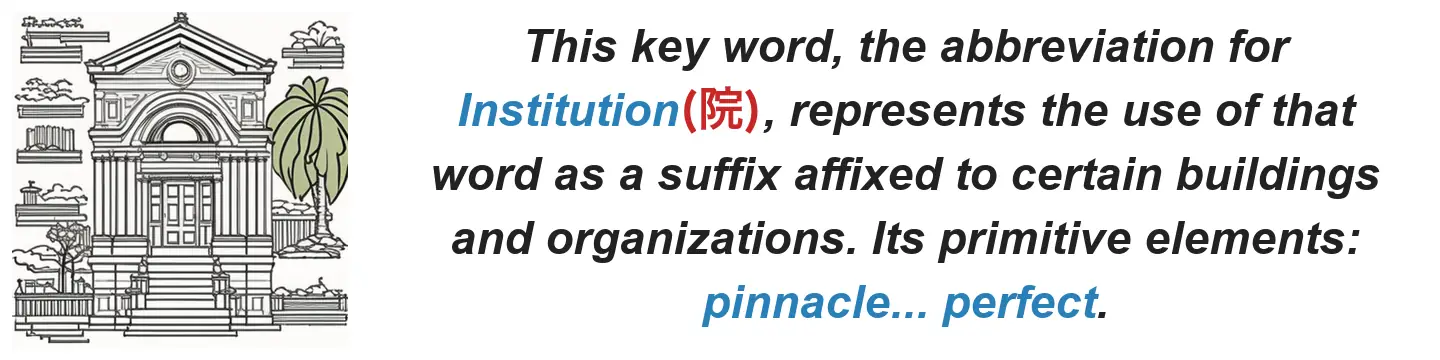 This key word, the abbreviation for
Institution(院), represents the use of that
word as a suffix affixed to certain buildings
and organizations. Its primitive elements:
pinnacle... perfect.